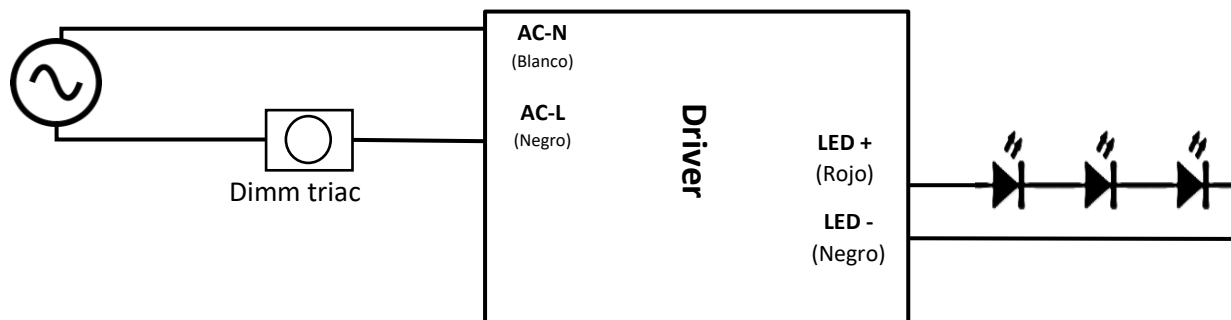 AC-N
(Blanco)
AC-L
(Negro)
Dimm triac
Driver
LED +
(Rojo)
LED -
(Negro)